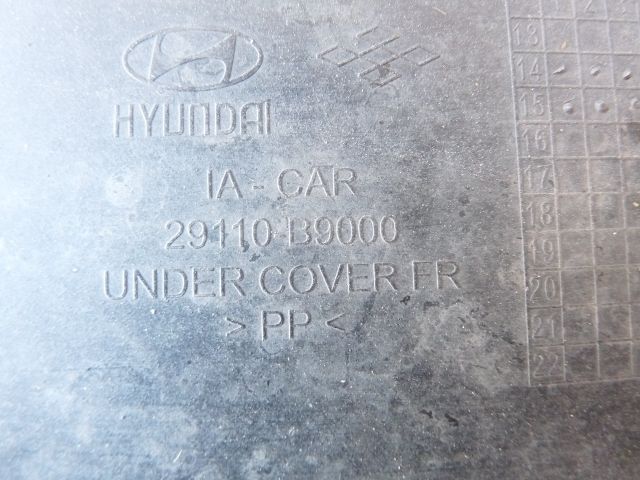 HYUNDAI
IA - CAR
29110-B9000
UNDER COVER FR
> PP <
13
14
15
16
17
18
19
20
21
22